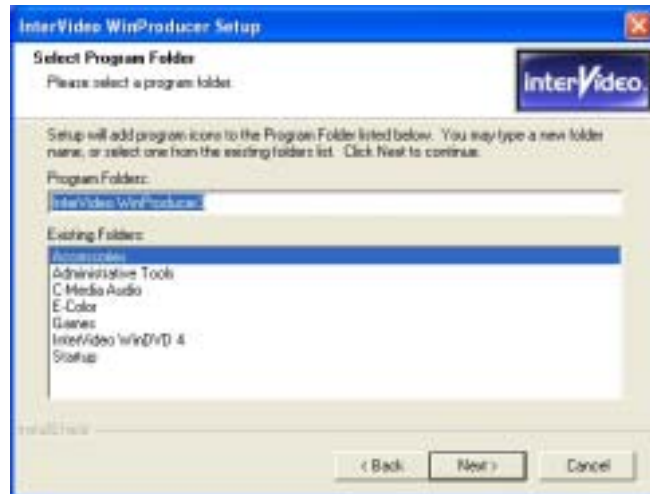 InterVideo WinProducer Setup
Select Program Folder
Please select a program folder.
InterVideo.
Setup will add program icons to the Program Folder listed below. You may type a new folder
name, or select one from the existing folders list. Click Next to continue.
Program Folders:
InterVideo WinProducer
Existing Folders:
Accessories
Administrative Tools
C-Media Audio
E-Color
Games
InterVideo WinDVD 4
Startup
InstallShield
< Back
Next >
Cancel